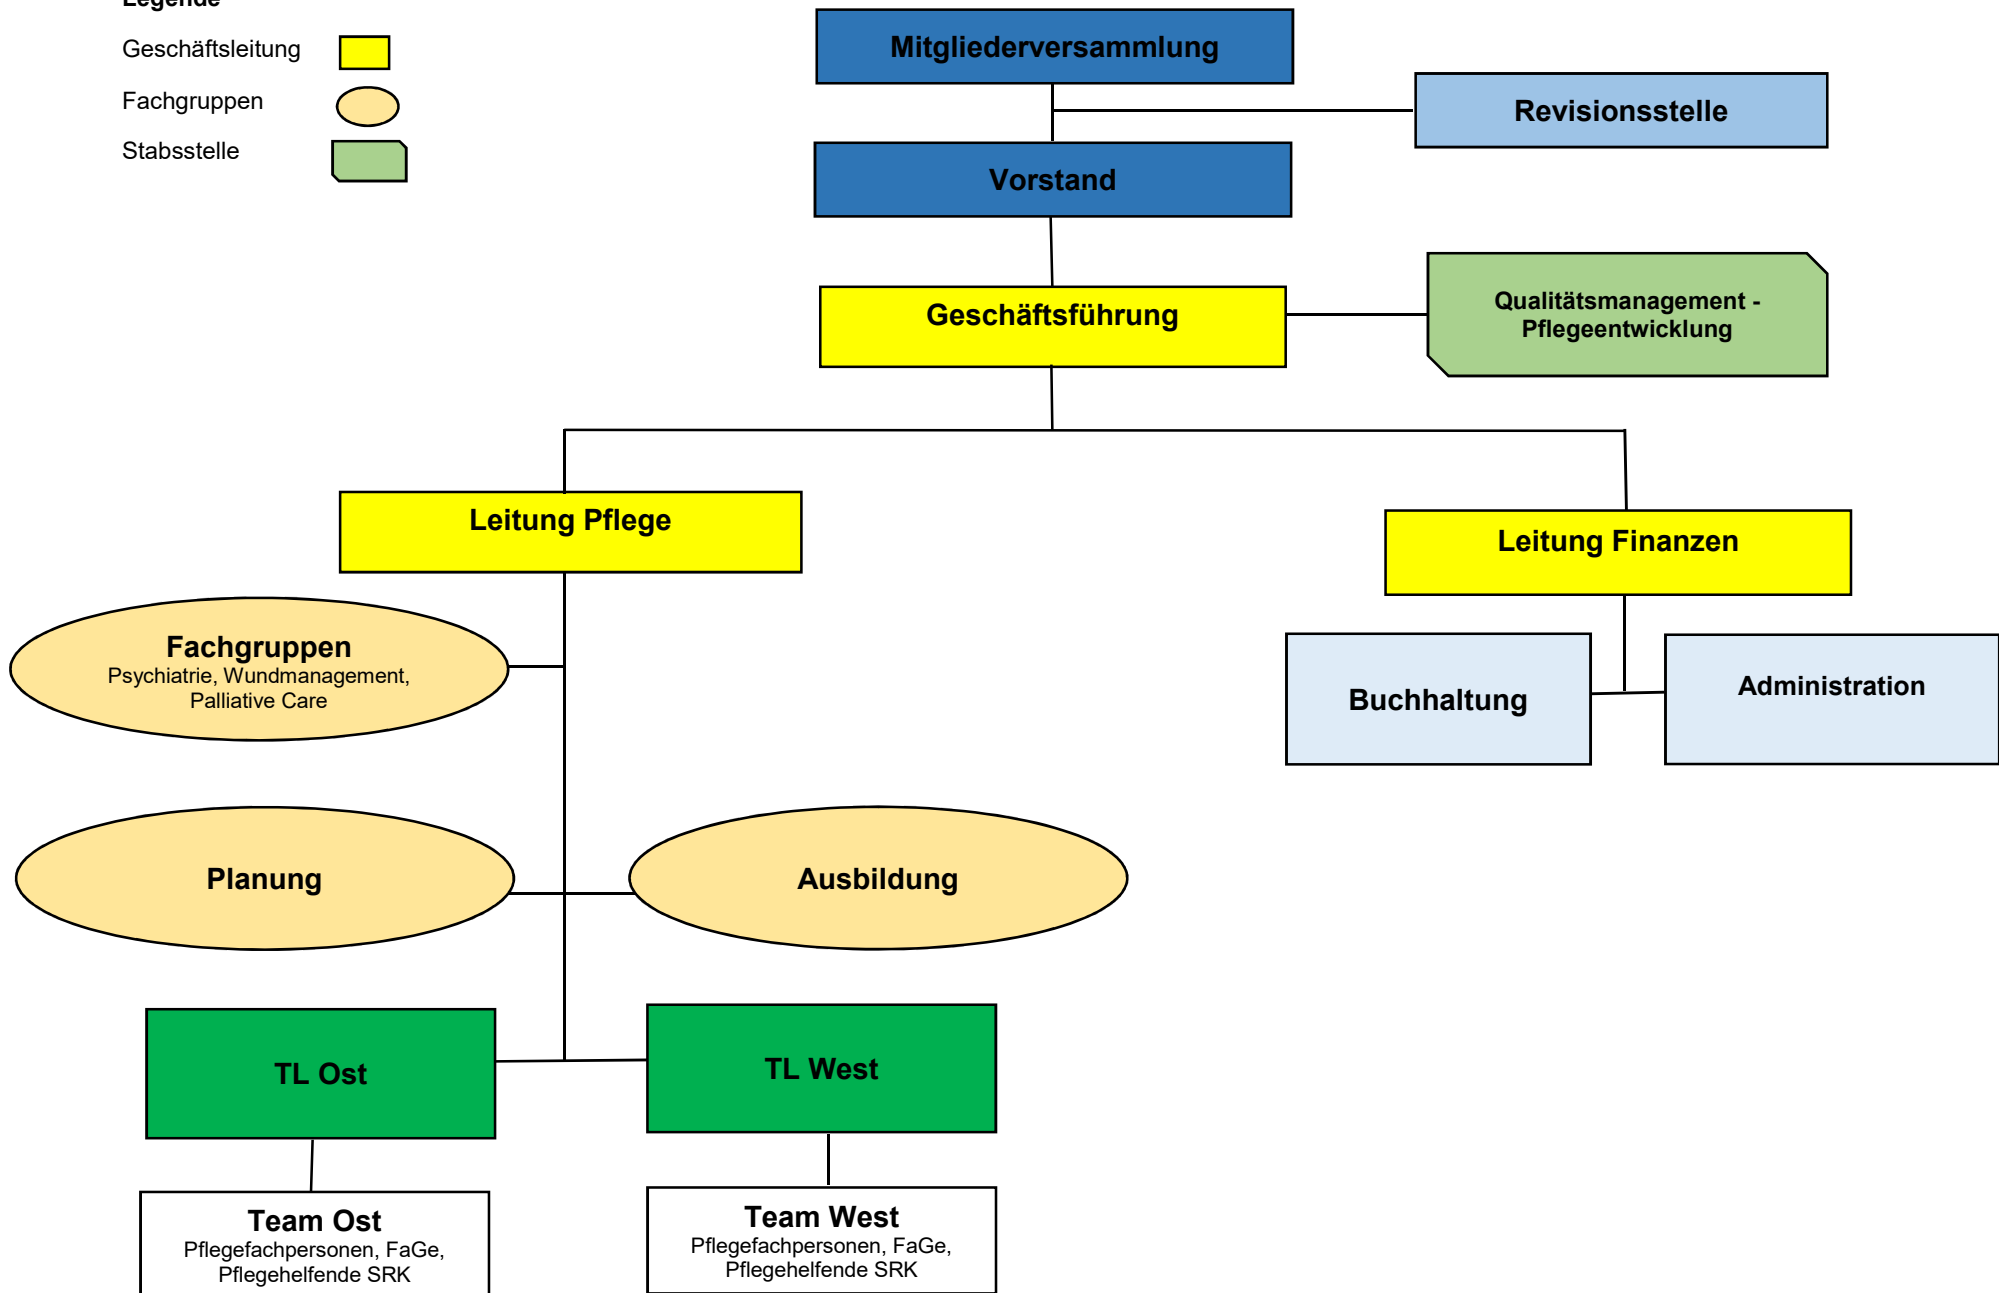 Legende
Geschäftsleitung
Fachgruppen
Stabsstelle
Mitgliederversammlung
Revisionsstelle
Vorstand
Geschäftsführung
Qualitätsmanagement -
Pflegeentwicklung
Leitung Pflege
Leitung Finanzen
Fachgruppen
Psychiatrie, Wundmanagement,
Palliative Care
Buchhaltung
Administration
Planung
Ausbildung
TL Ost
TL West
Team Ost
Pflegefachpersonen, FaGe,
Pflegehelfende SRK
Team West
Pflegefachpersonen, FaGe,
Pflegehelfende SRK